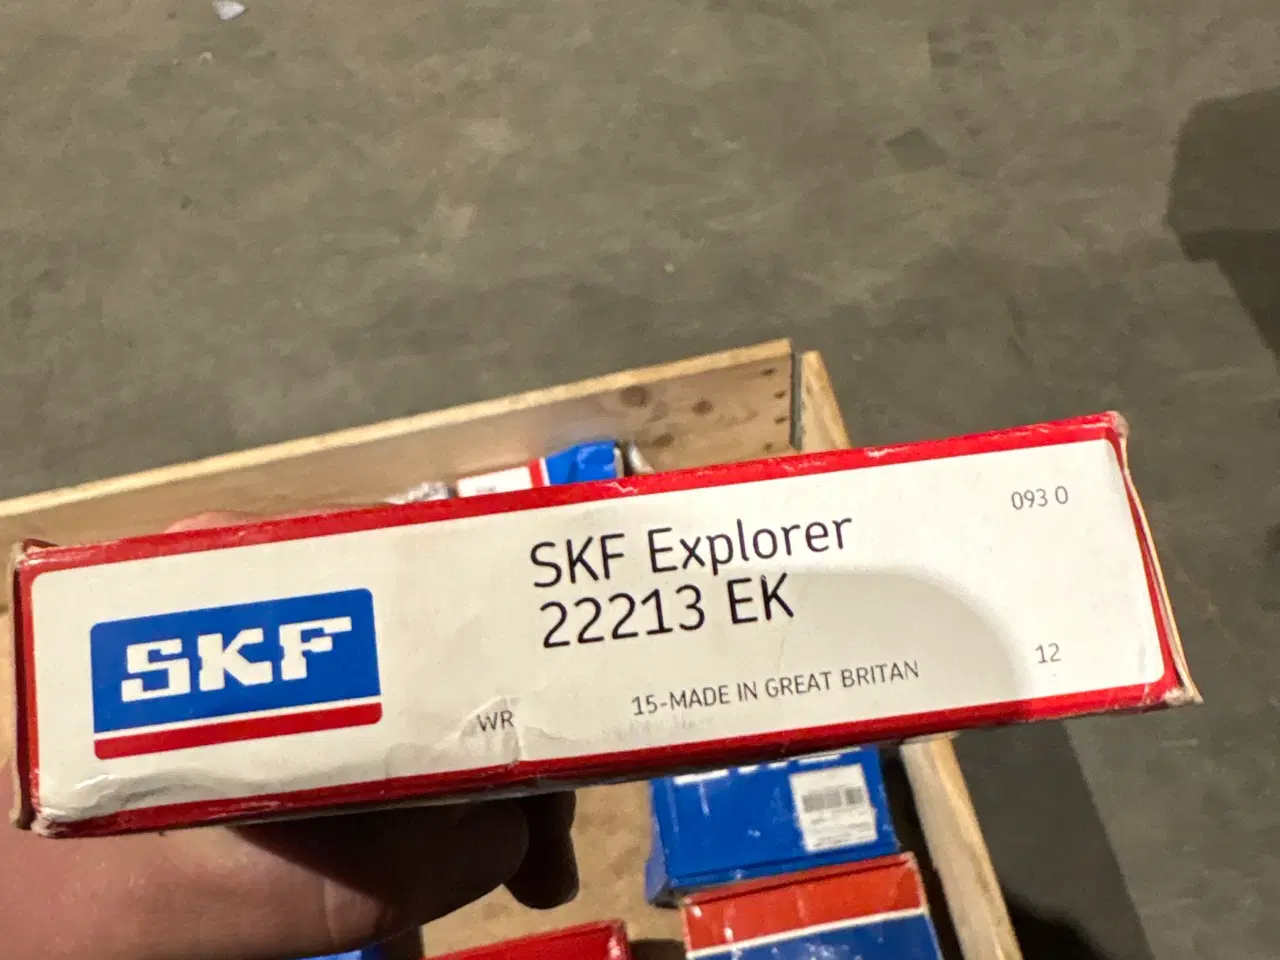 093 0
SKF Explorer
22213 EK
SKF
12
WR 15-MADE IN GREAT BRITAN